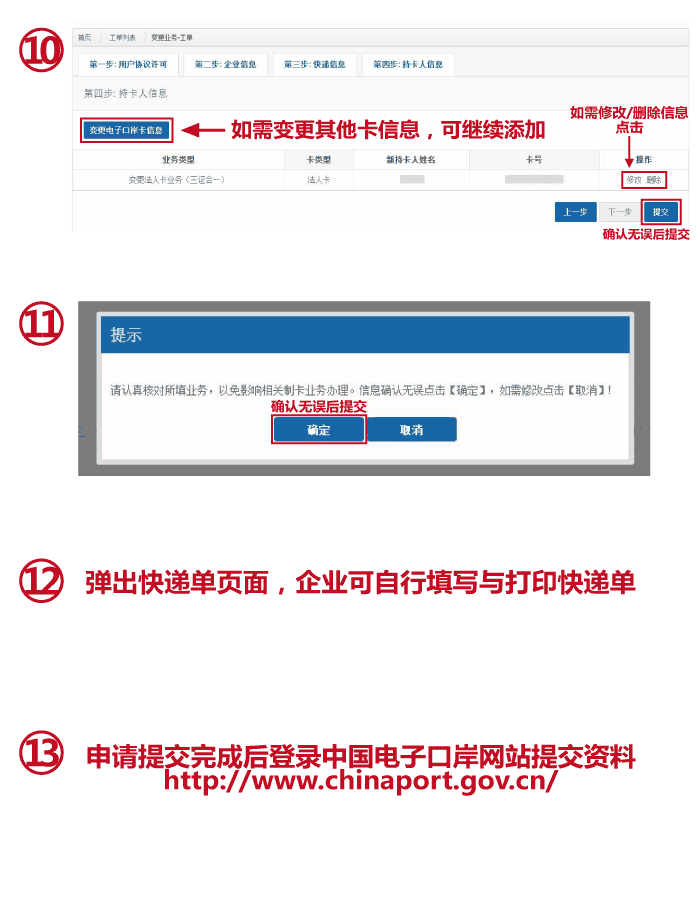 ⑩
首页 工单列表 变更业务-工单
第一步: 用户协议许可 第二步: 企业信息 第三步: 快递信息 第四步: 持卡人信息
第四步: 持卡人信息
如需修改/删除信息
点击
变更电子口岸卡信息 如需变更其他卡信息，可继续添加
业务类型 卡类型 新持卡人姓名 卡号 操作
变更法人卡业务（三证合一） 法人卡 修改 删除
上一步 下一步 提交
确认无误后提交
⑪
提示
请认真核对所填业务，以免影响相关制卡业务办理。信息确认无误点击【确定】，如需修改点击【取消】！
确认无误后提交
确定 取消
⑫ 弹出快递单页面，企业可自行填写与打印快递单
⑬ 申请提交完成后登录中国电子口岸网站提交资料
http://www.chinaport.gov.cn/